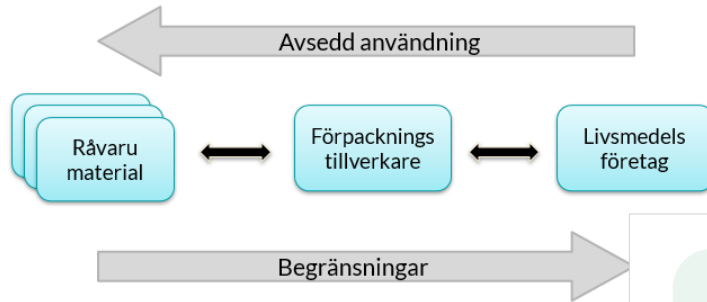 Avsedd användning
Råvaru
material
Förpacknings
tillverkare
Livsmedels
företag
Begränsningar